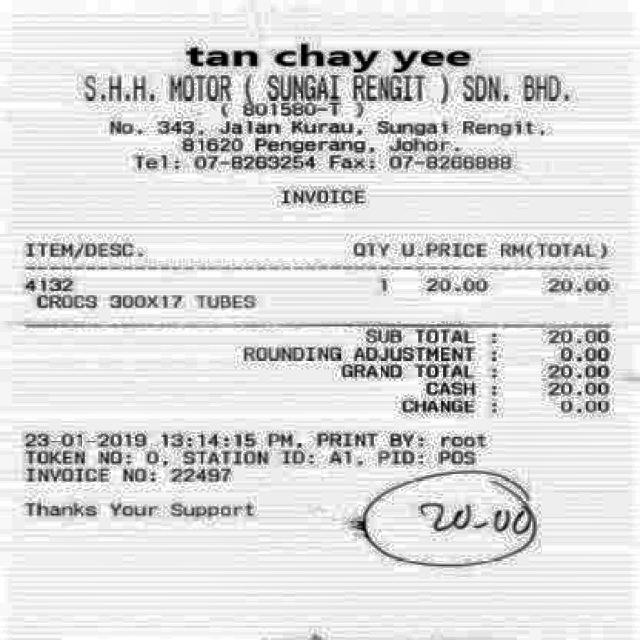 tan chay yee
S.H.H. MOTOR ( SUNGAI RENGIT ) SDN. BHD.
( 801580-T )
No. 343, Jalan Kurau, Sungai Rengit,
81620 Pengerang, Johor.
Tel: 07-8263254 Fax: 07-8266888
INVOICE
ITEM/DESC. QTY U.PRICE RM(TOTAL)
4132 1 20.00 20.00
CROCS 300X17 TUBES
SUB TOTAL : 20.00
ROUNDING ADJUSTMENT : 0.00
GRAND TOTAL : 20.00
CASH : 20.00
CHANGE : 0.00
23-01-2019 13:14:15 PM, PRINT BY: root
TOKEN NO: 0, STATION ID: A1, PID: POS
INVOICE NO: 22497
Thanks Your Support
20-00